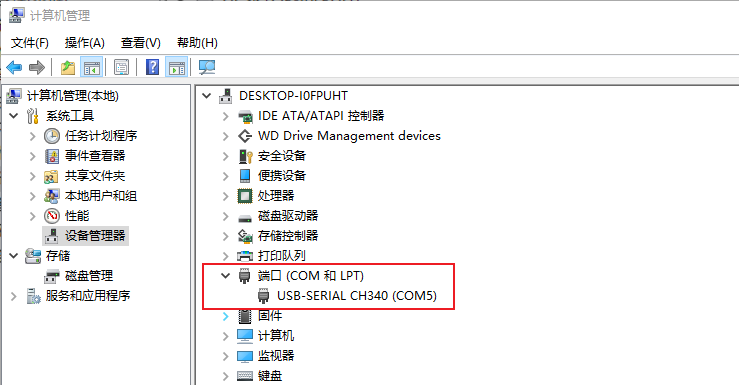 计算机管理
文件(F) 操作(A) 查看(V) 帮助(H)
计算机管理(本地)
系统工具
任务计划程序
事件查看器
共享文件夹
本地用户和组
性能
设备管理器
存储
磁盘管理
服务和应用程序
DESKTOP-I0FPUHT
IDE ATA/ATAPI 控制器
WD Drive Management devices
安全设备
便携设备
处理器
磁盘驱动器
存储控制器
打印队列
端口 (COM 和 LPT)
USB-SERIAL CH340 (COM5)
固件
计算机
监视器
键盘